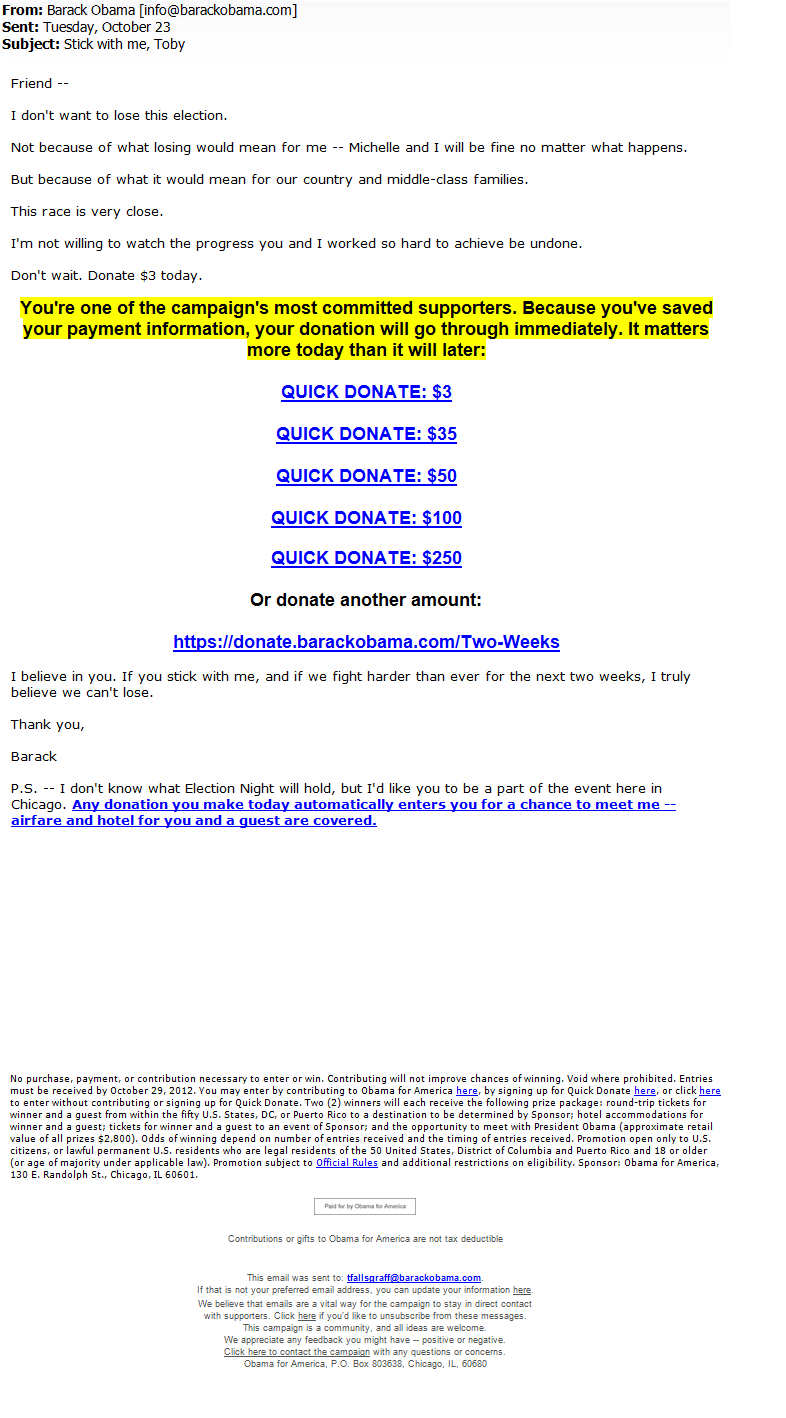 From: Barack Obama [info@barackobama.com]
Sent: Tuesday, October 23
Subject: Stick with me, Toby
Friend --
I don't want to lose this election.
Not because of what losing would mean for me -- Michelle and I will be fine no matter what happens.
But because of what it would mean for our country and middle-class families.
This race is very close.
I'm not willing to watch the progress you and I worked so hard to achieve be undone.
Don't wait. Donate $3 today.
You're one of the campaign's most committed supporters. Because you've saved
your payment information, your donation will go through immediately. It matters
more today than it will later:
QUICK DONATE: $3
QUICK DONATE: $35
QUICK DONATE: $50
QUICK DONATE: $100
QUICK DONATE: $250
Or donate another amount:
https://donate.barackobama.com/Two-Weeks
I believe in you. If you stick with me, and if we fight harder than ever for the next two weeks, I truly
believe we can't lose.
Thank you,
Barack
P.S. -- I don't know what Election Night will hold, but I'd like you to be a part of the event here in
Chicago. Any donation you make today automatically enters you for a chance to meet me --
airfare and hotel for you and a guest are covered.
No purchase, payment, or contribution necessary to enter or win. Contributing will not improve chances of winning. Void where prohibited. Entries
must be received by October 29, 2012. You may enter by contributing to Obama for America here, by signing up for Quick Donate here, or click here
to enter without contributing or signing up for Quick Donate. Two (2) winners will each receive the following prize package: round-trip tickets for
winner and a guest from within the fifty U.S. States, DC, or Puerto Rico to a destination to be determined by Sponsor; hotel accommodations for
winner and a guest; tickets for winner and a guest to an event of Sponsor; and the opportunity to meet with President Obama (approximate retail
value of all prizes $2,800). Odds of winning depend on number of entries received and the timing of entries received. Promotion open only to U.S.
citizens, or lawful permanent U.S. residents who are legal residents of the 50 United States, District of Columbia and Puerto Rico and 18 or older
(or age of majority under applicable law). Promotion subject to Official Rules and additional restrictions on eligibility. Sponsor: Obama for America,
130 E. Randolph St., Chicago, IL 60601.
Paid for by Obama for America
Contributions or gifts to Obama for America are not tax deductible
This email was sent to: tfallsgraff@barackobama.com.
If that is not your preferred email address, you can update your information here.
We believe that emails are a vital way for the campaign to stay in direct contact
with supporters. Click here if you'd like to unsubscribe from these messages.
This campaign is a community, and all ideas are welcome.
We appreciate any feedback you might have -- positive or negative.
Click here to contact the campaign with any questions or concerns.
Obama for America, P.O. Box 803638, Chicago, IL, 60680